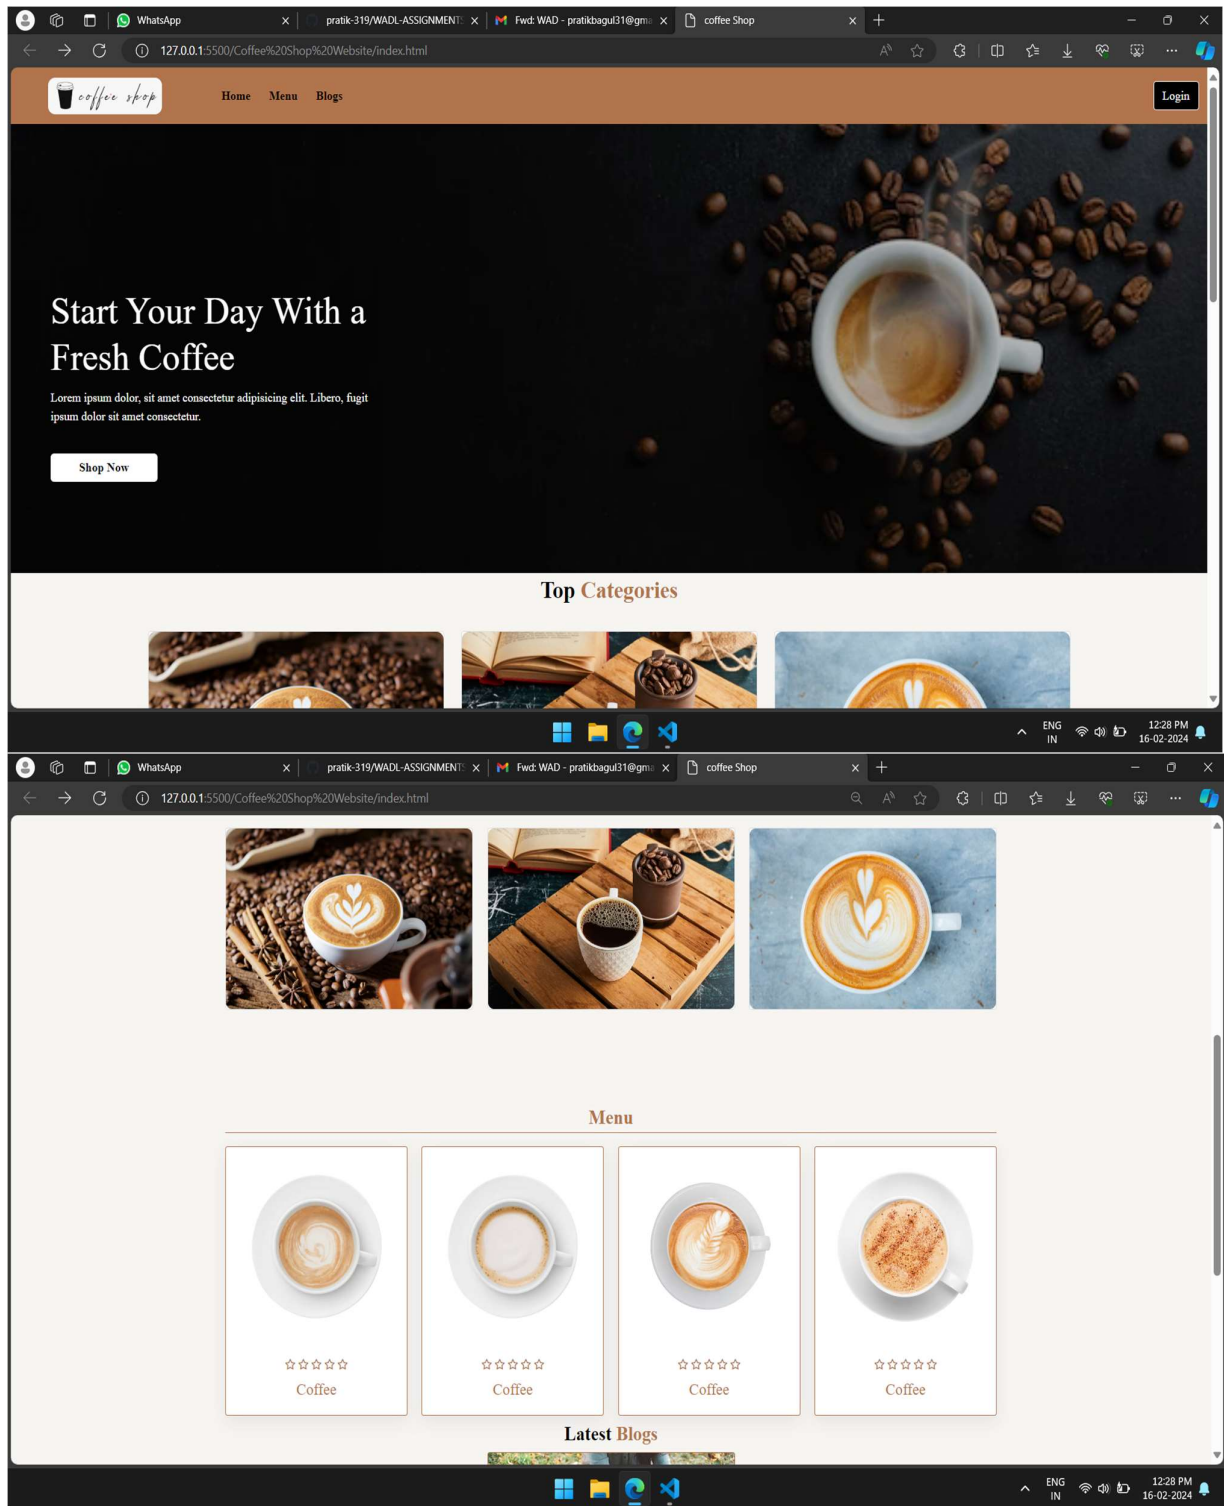 WhatsApp
pratik-319/WADL-ASSIGNMENTS
Fwd: WAD - pratikbagul31@gma
coffee Shop
127.0.0.1:5500/Coffee%20Shop%20Website/index.html
coffee shop
Home Menu Blogs
Login
Start Your Day With a
Fresh Coffee
Lorem ipsum dolor, sit amet consectetur adipisicing elit. Libero, fugit
ipsum dolor sit amet consectetur.
Shop Now
Top Categories
ENG
IN
12:28 PM
16-02-2024
WhatsApp
pratik-319/WADL-ASSIGNMENTS
Fwd: WAD - pratikbagul31@gma
coffee Shop
127.0.0.1:5500/Coffee%20Shop%20Website/index.html
Menu
Coffee
Coffee
Coffee
Coffee
Latest Blogs
ENG
IN
12:28 PM
16-02-2024